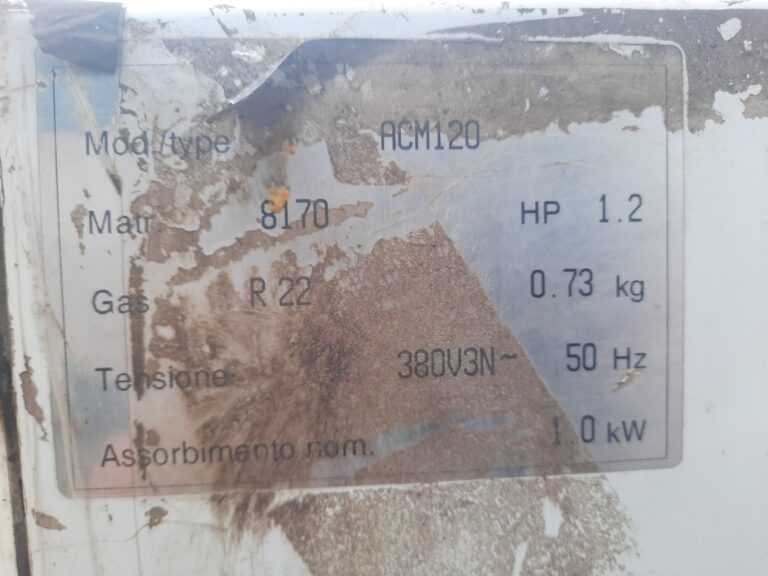 Mod./type ACM120
Matr. 8170 HP 1.2
Gas R 22 0.73 kg
Tensione 380V3N~ 50 Hz
Assorbimento nom. 1.0 kW